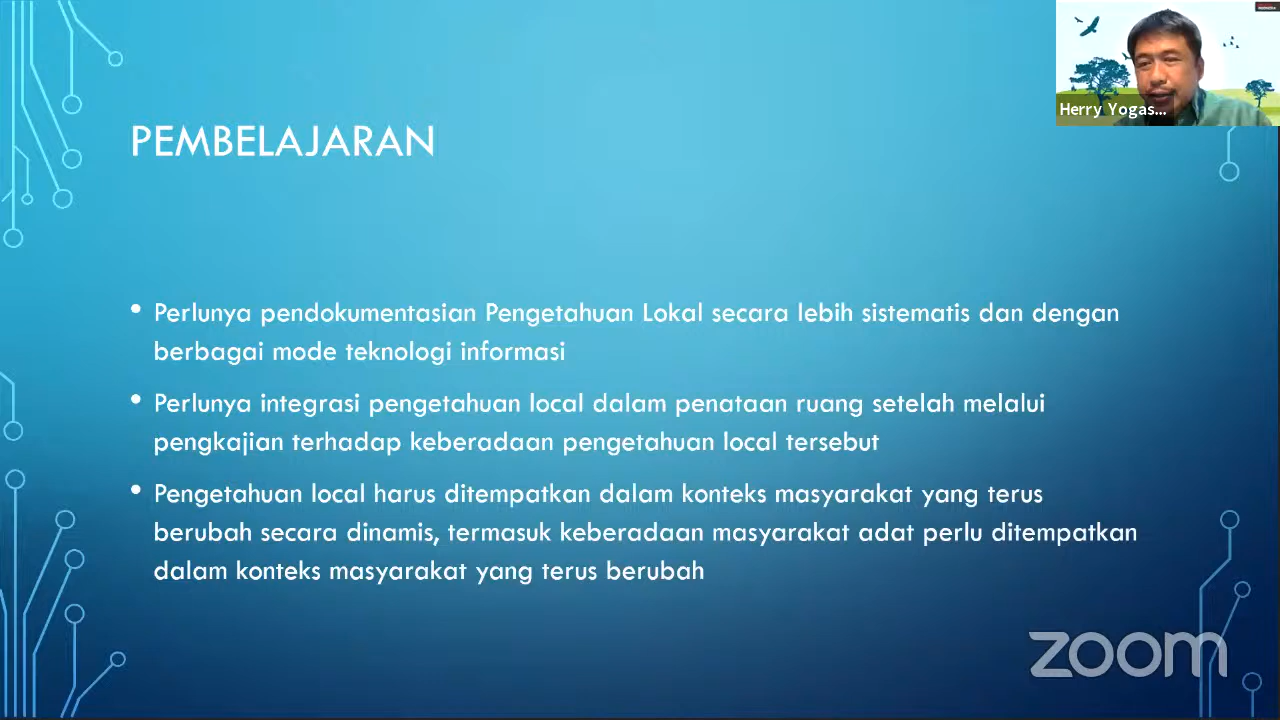 Herry Yogas...
PEMBELAJARAN
• Perlunya pendokumentasian Pengetahuan Lokal secara lebih sistematis dan dengan
berbagai mode teknologi informasi
• Perlunya integrasi pengetahuan local dalam penataan ruang setelah melalui
pengkajian terhadap keberadaan pengetahuan local tersebut
• Pengetahuan local harus ditempatkan dalam konteks masyarakat yang terus
berubah secara dinamis, termasuk keberadaan masyarakat adat perlu ditempatkan
dalam konteks masyarakat yang terus berubah
zoom